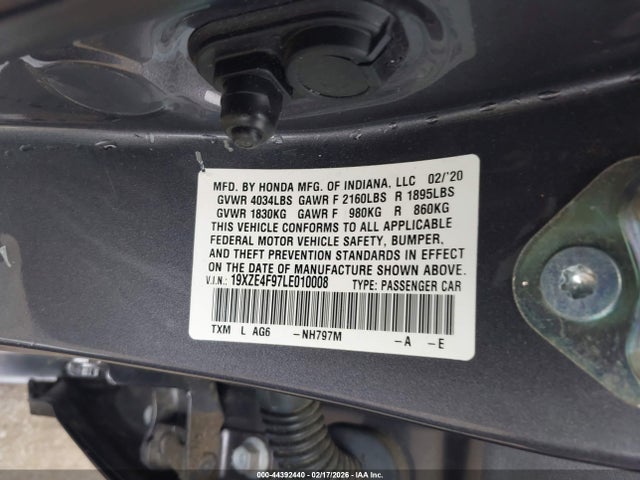 MFD. BY HONDA MFG. OF INDIANA, LLC 02/'20
GVWR 4034LBS GAWR F 2160LBS R 1895LBS
GVWR 1830KG GAWR F 980KG R 860KG
THIS VEHICLE CONFORMS TO ALL APPLICABLE
FEDERAL MOTOR VEHICLE SAFETY, BUMPER,
AND THEFT PREVENTION STANDARDS IN EFFECT
ON THE DATE OF MANUFACTURE SHOWN ABOVE.
V.I.N.: 19XZE4F97LE010008 TYPE: PASSENGER CAR
TXM L AG6 -NH797M -A -E
000-44392440 - 02/17/2026 - IAA Inc.